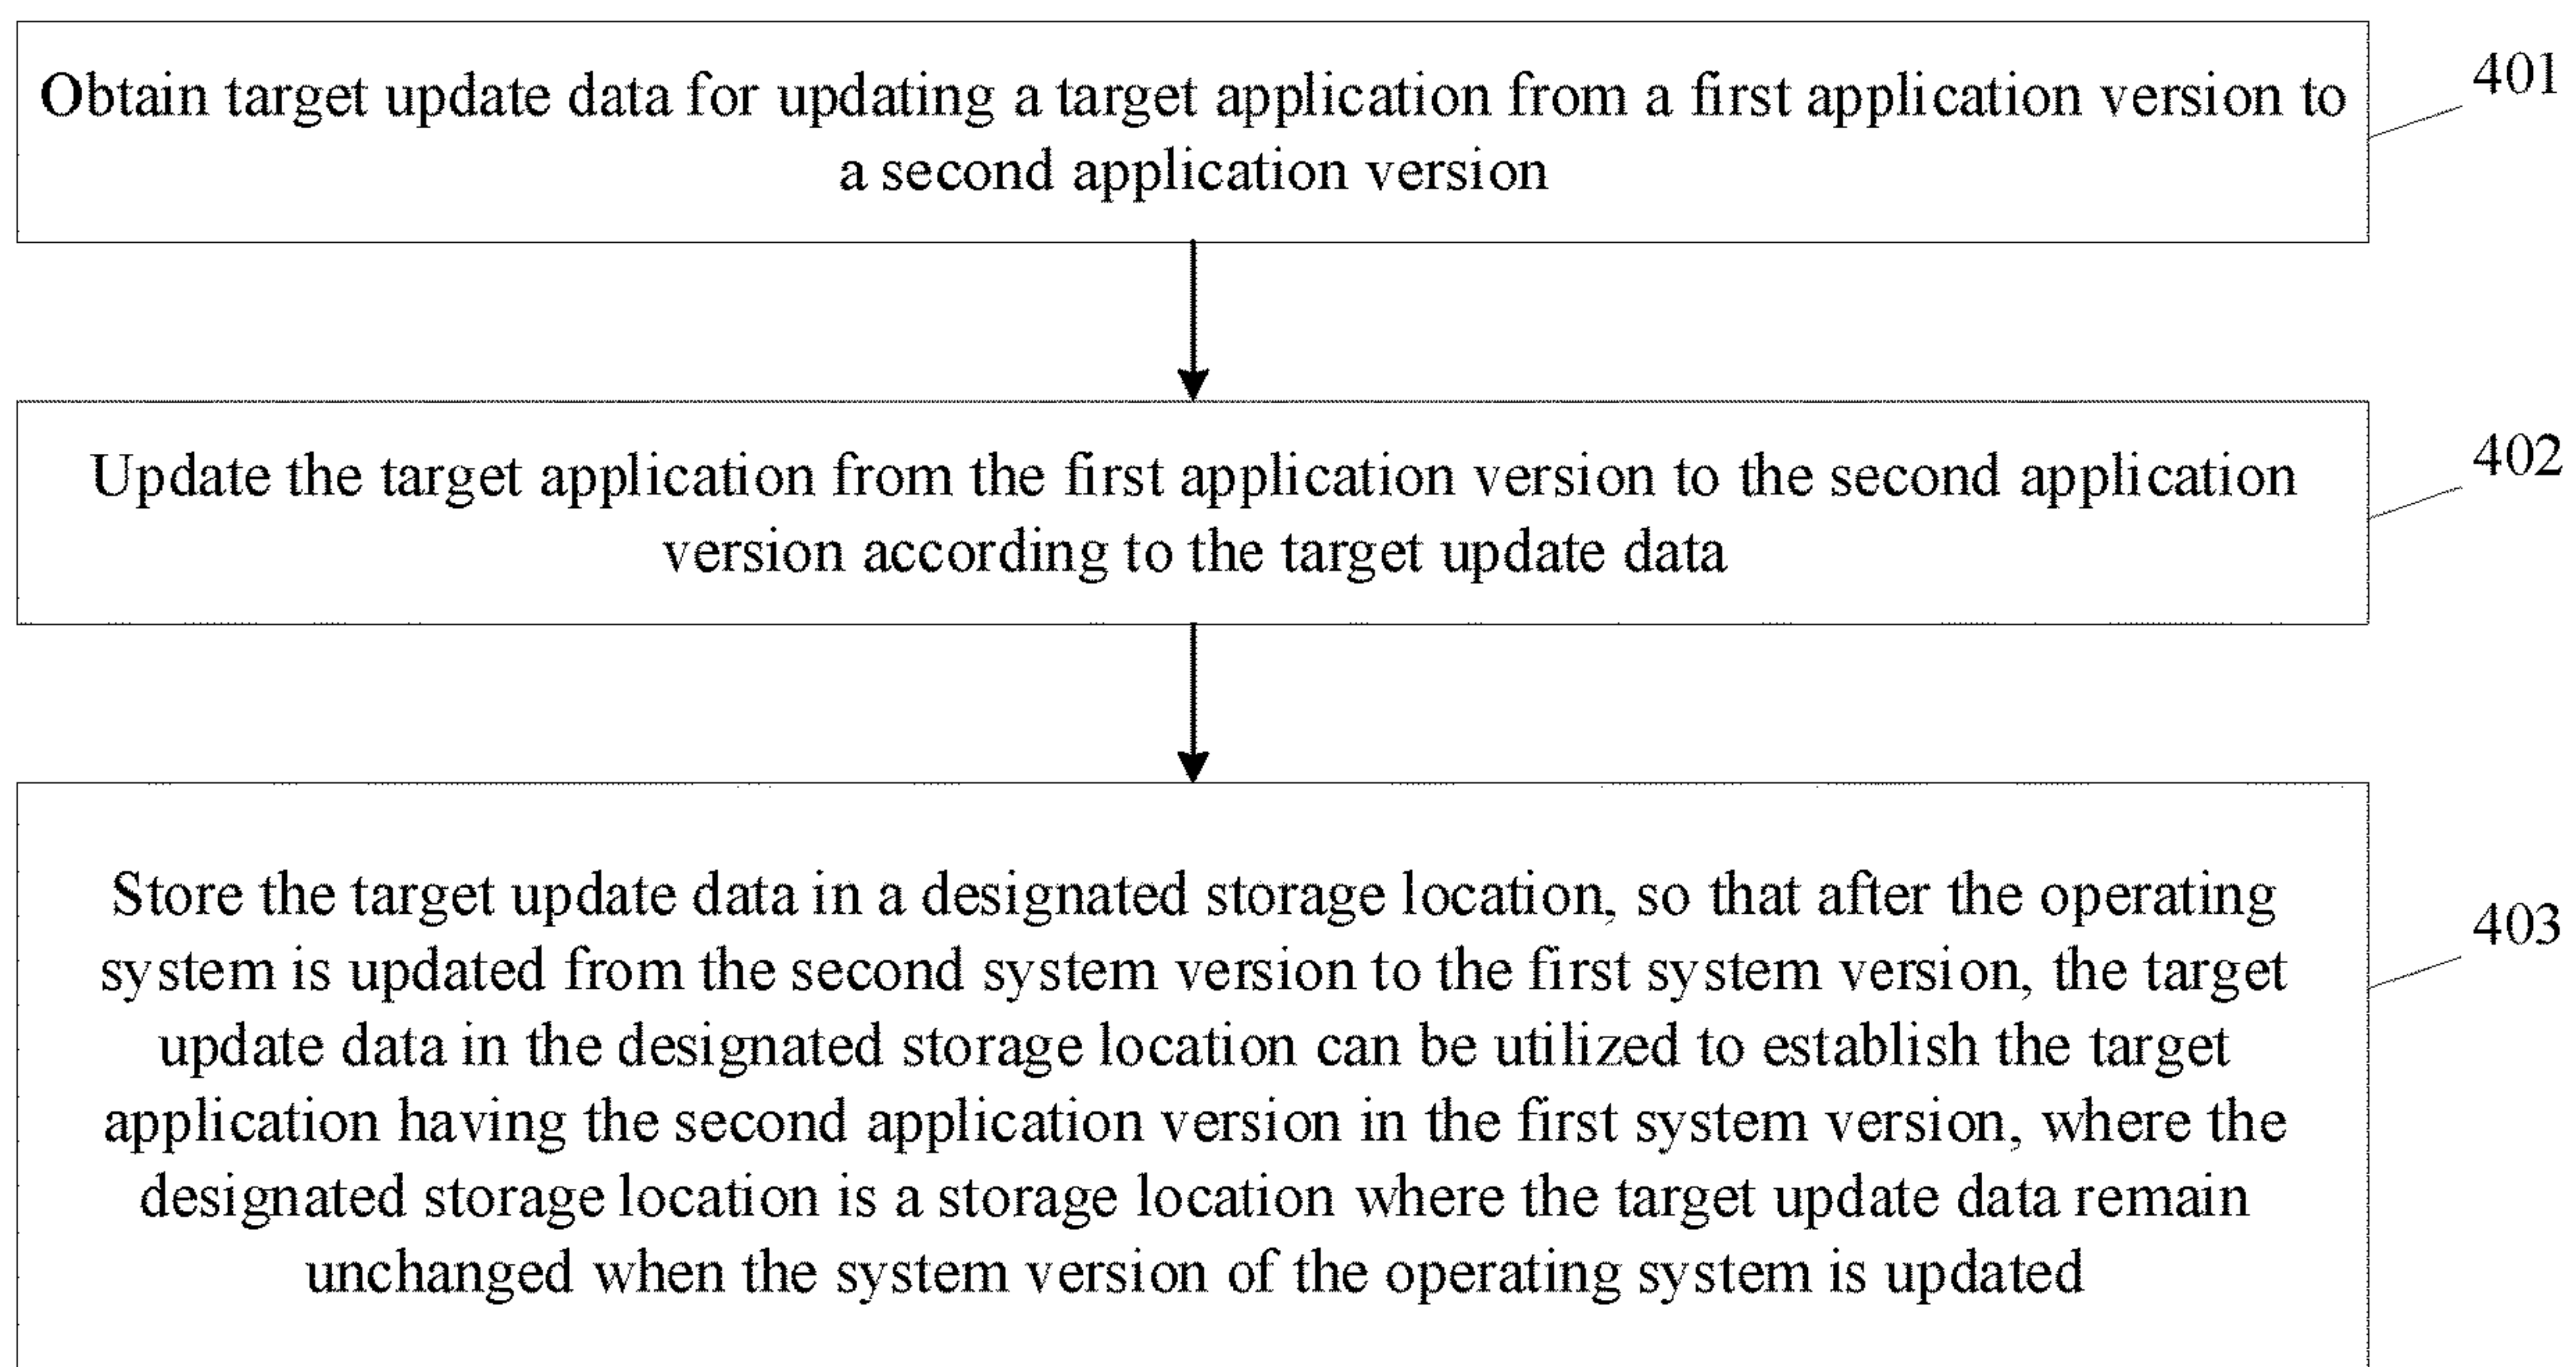 Obtain target update data for updating a target application from a first application version to
a second application version
401
Update the target application from the first application version to the second application
version according to the target update data
402
Store the target update data in a designated storage location, so that after the operating
system is updated from the second system version to the first system version, the target
update data in the designated storage location can be utilized to establish the target
application having the second application version in the first system version, where the
designated storage location is a storage location where the target update data remain
unchanged when the system version of the operating system is updated
403